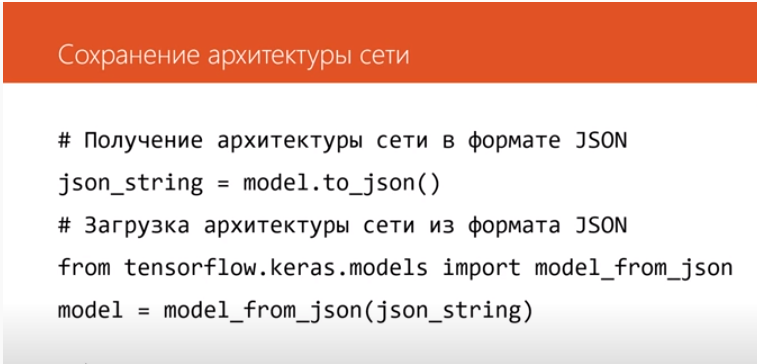 Сохранение архитектуры сети
# Получение архитектуры сети в формате JSON
json_string = model.to_json()
# Загрузка архитектуры сети из формата JSON
from tensorflow.keras.models import model_from_json
model = model_from_json(json_string)